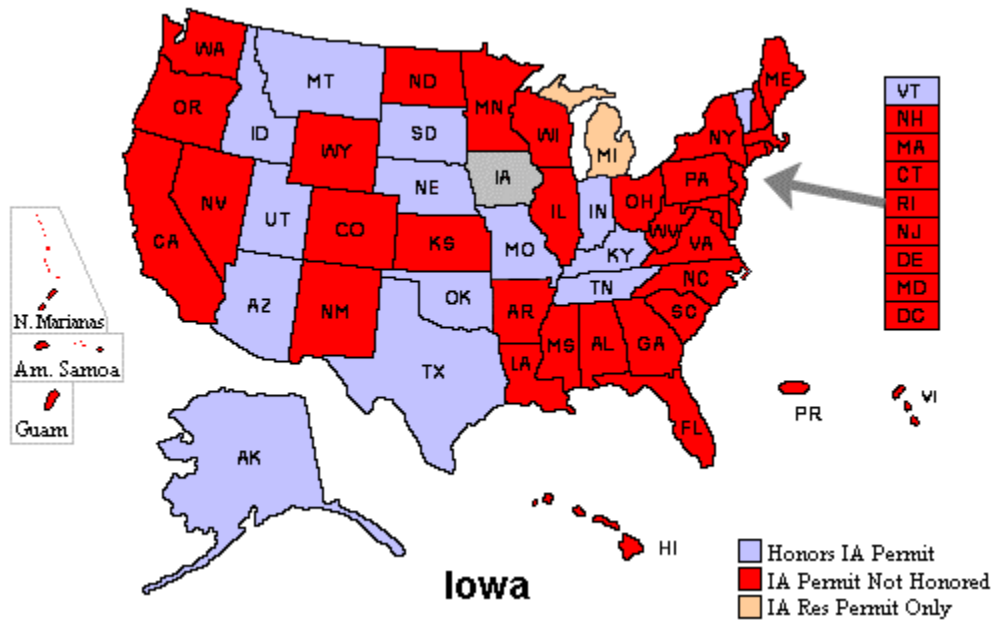 WA
MT
ND
MN
ME
OR
ID
SD
WI
NY
VT
NH
WY
MI
MA
IA
PA
CT
NE
NV
UT
IL
IN
OH
RI
CO
WV
NJ
CA
KS
MO
VA
KY
DE
NC
MD
AZ
OK
TN
NM
AR
SC
DC
N. Marianas
MS
AL
GA
LA
Am. Samoa
TX
VI
PR
Guam
FL
AK
HI
Honors IA Permit
IA Permit Not Honored
IA Res Permit Only
Iowa